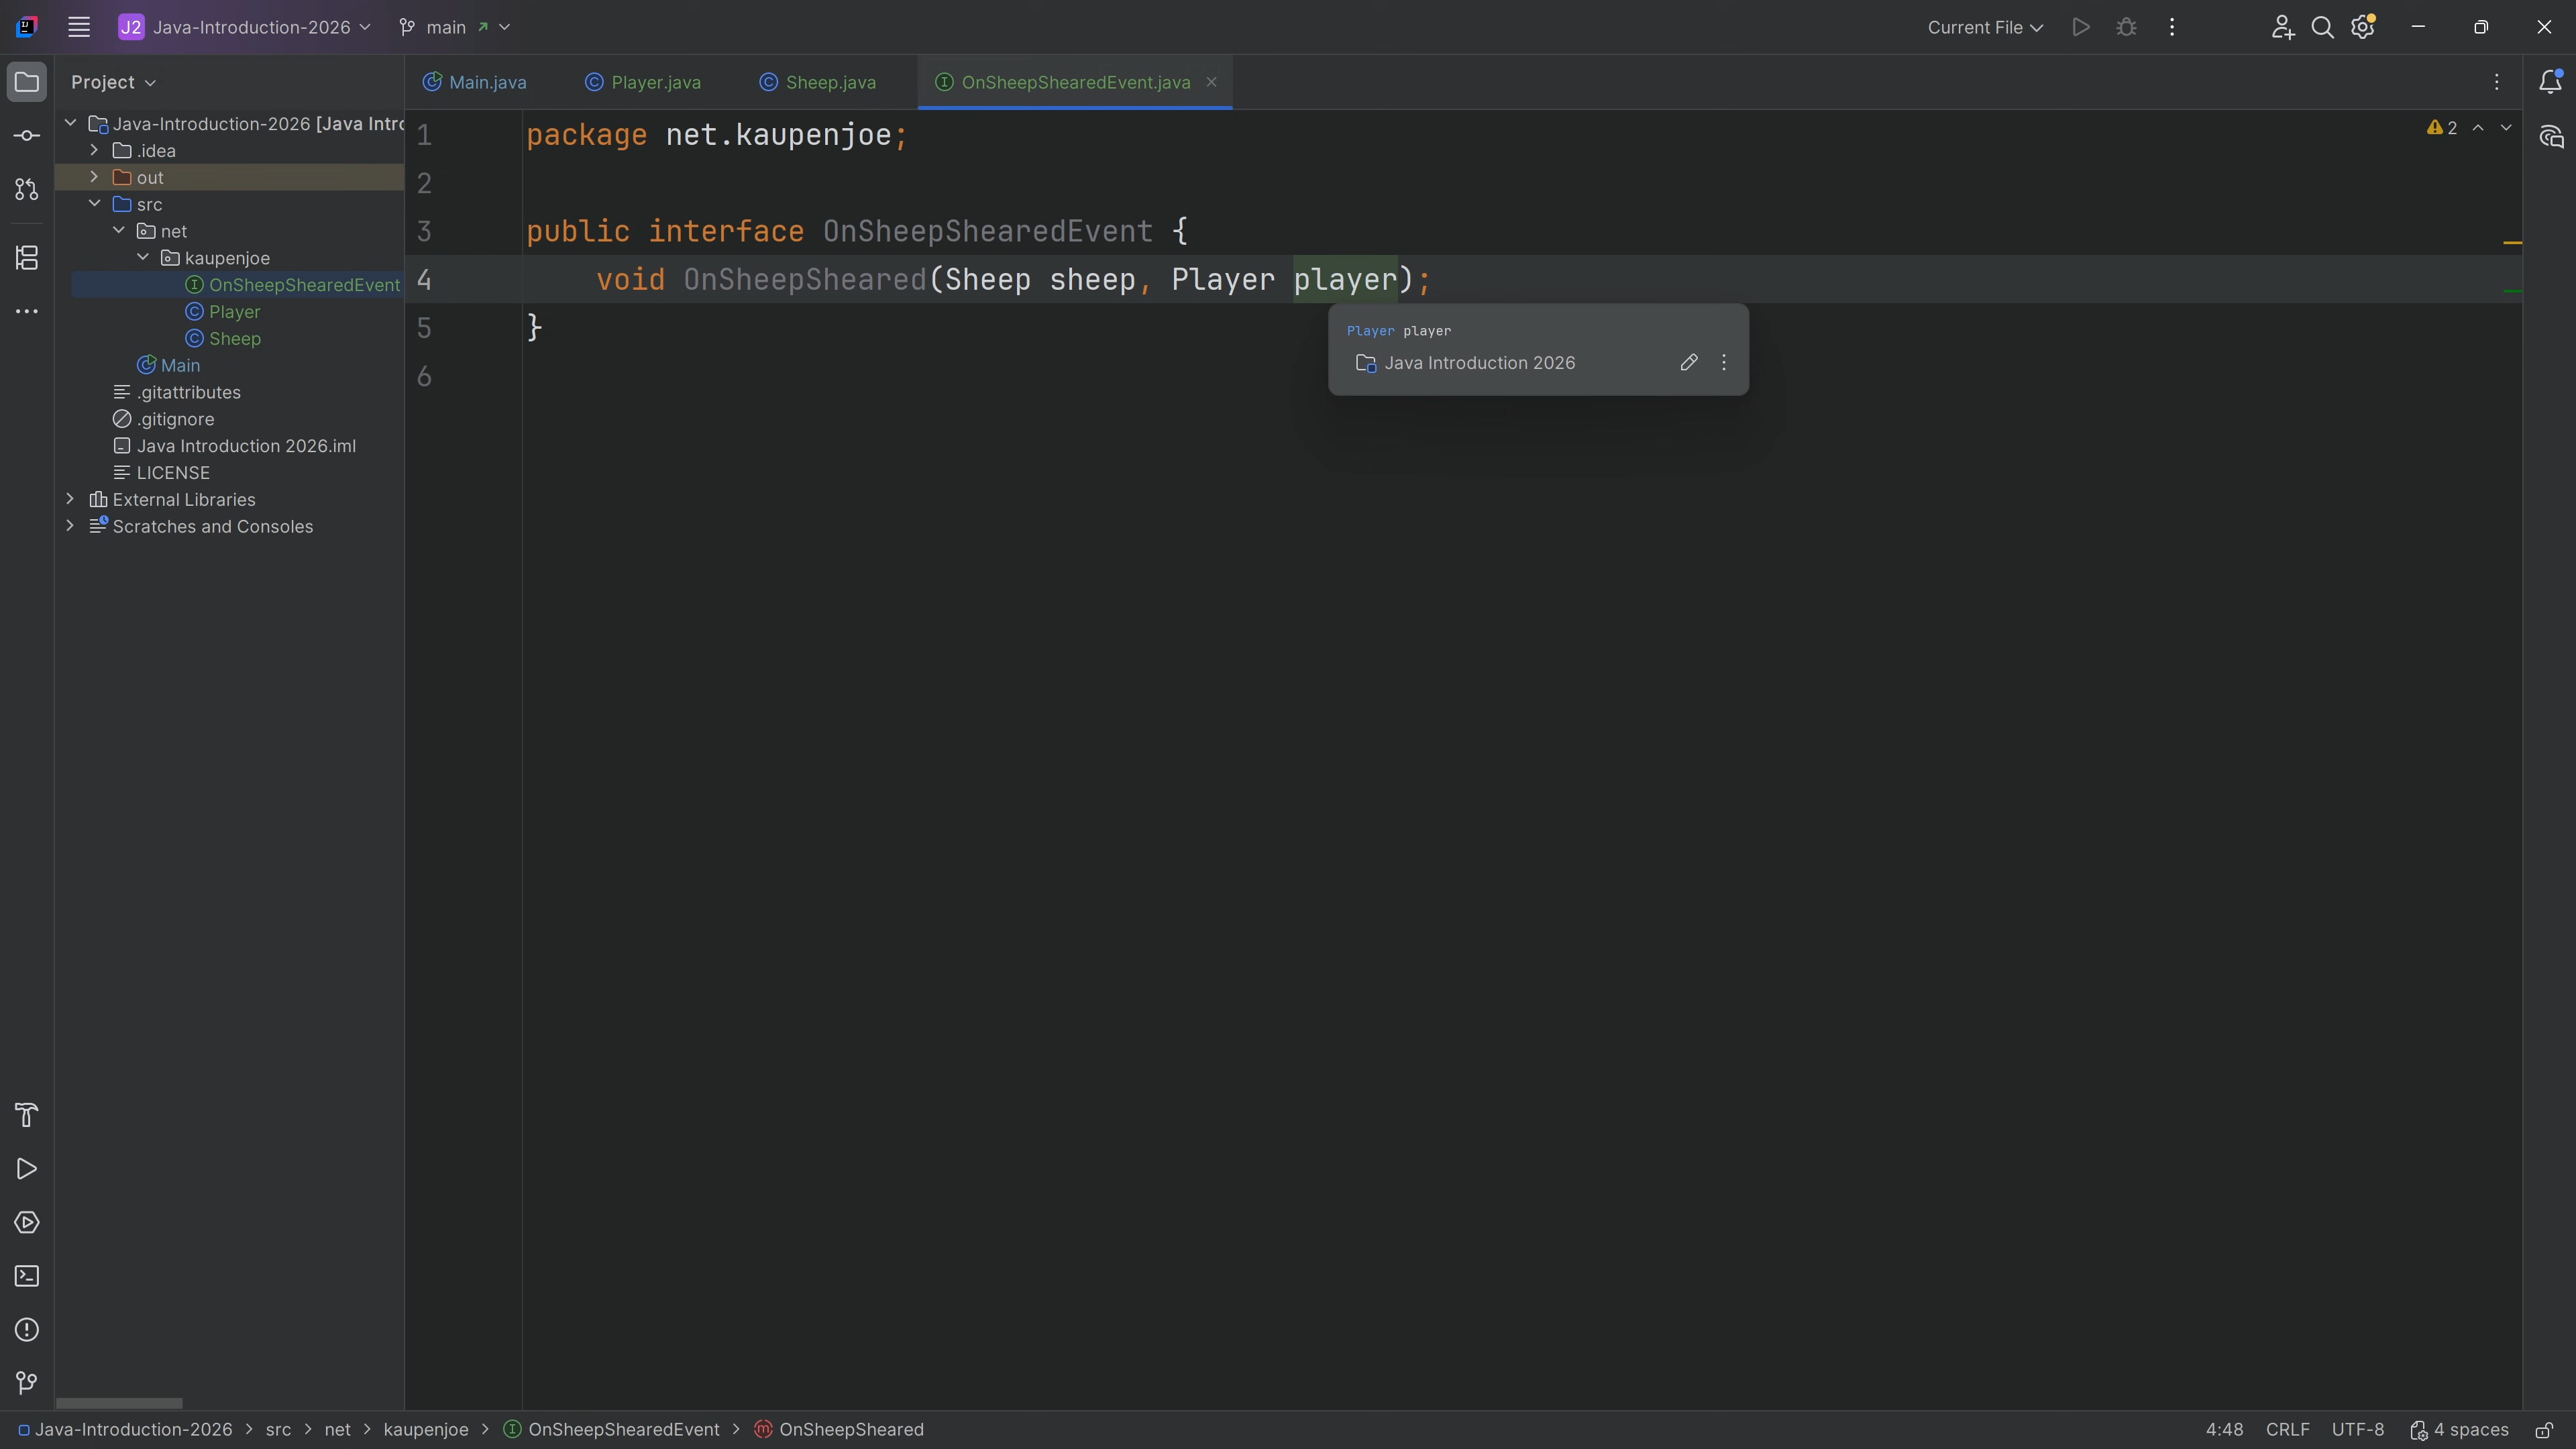 J2 Java-Introduction-2026 main Current File
Project
Main.java Player.java Sheep.java OnSheepShearedEvent.java
Java-Introduction-2026 [Java Intro
.idea
out
src
net
kaupenjoe
OnSheepShearedEvent
Player
Sheep
Main
.gitattributes
.gitignore
Java Introduction 2026.iml
LICENSE
External Libraries
Scratches and Consoles
1 package net.kaupenjoe;
2
3 public interface OnSheepShearedEvent {
4 void OnSheepSheared(Sheep sheep, Player player);
5 }
6
2
Player player
Java Introduction 2026
Java-Introduction-2026 > src > net > kaupenjoe > OnSheepShearedEvent > OnSheepSheared 4:48 CRLF UTF-8 4 spaces